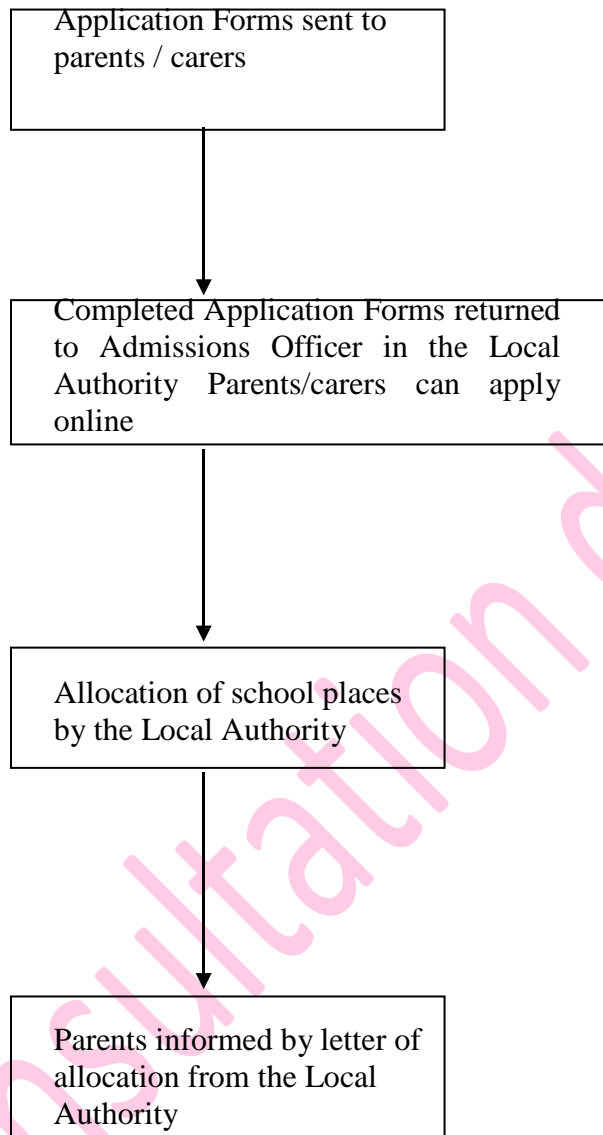 Application Forms sent to
parents / carers
Completed Application Forms returned
to Admissions Officer in the Local
Authority Parents/carers can apply
online
Allocation of school places
by the Local Authority
Parents informed by letter of
allocation from the Local
Authority